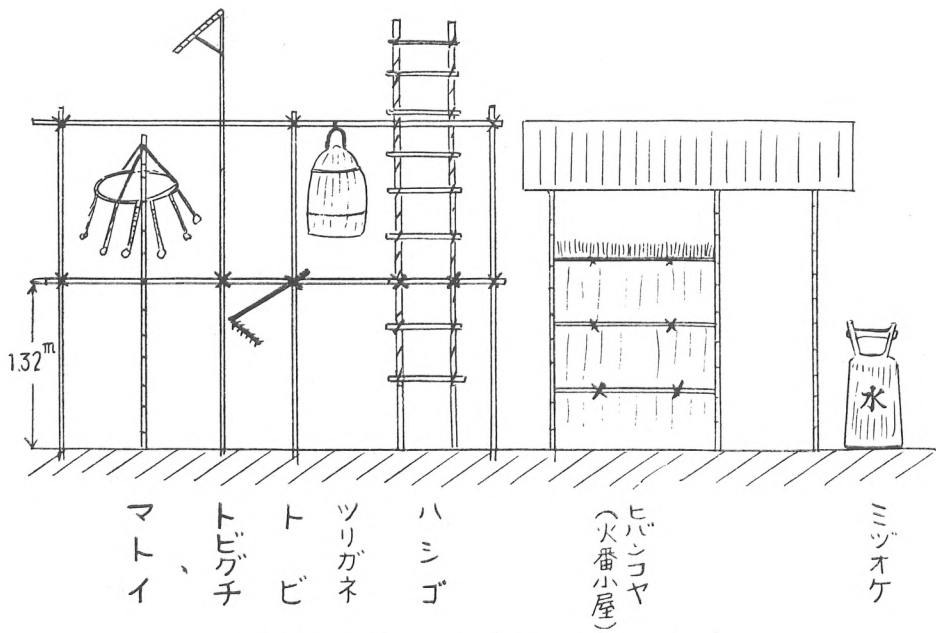 1.32m
水
マトイ、
トビグチ
トビ
ツリガネ
ハシゴ
ヒバンコヤ
(火番小屋)
ミヅオケ